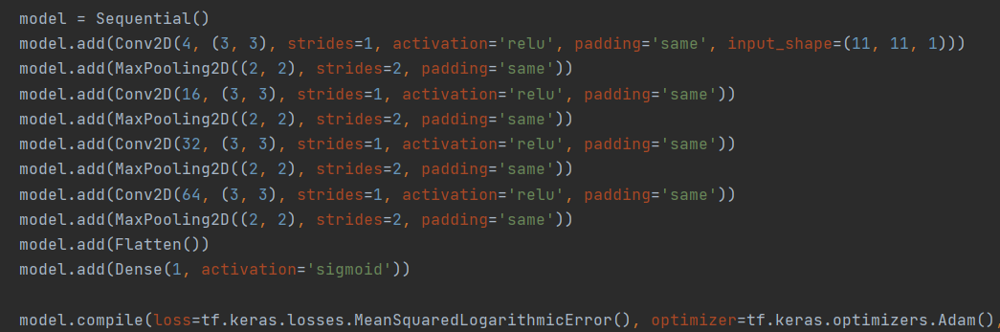 model = Sequential()
model.add(Conv2D(4, (3, 3), strides=1, activation='relu', padding='same', input_shape=(11, 11, 1)))
model.add(MaxPooling2D((2, 2), strides=2, padding='same'))
model.add(Conv2D(16, (3, 3), strides=1, activation='relu', padding='same'))
model.add(MaxPooling2D((2, 2), strides=2, padding='same'))
model.add(Conv2D(32, (3, 3), strides=1, activation='relu', padding='same'))
model.add(MaxPooling2D((2, 2), strides=2, padding='same'))
model.add(Conv2D(64, (3, 3), strides=1, activation='relu', padding='same'))
model.add(MaxPooling2D((2, 2), strides=2, padding='same'))
model.add(Flatten())
model.add(Dense(1, activation='sigmoid'))
model.compile(loss=tf.keras.losses.MeanSquaredLogarithmicError(), optimizer=tf.keras.optimizers.Adam(),